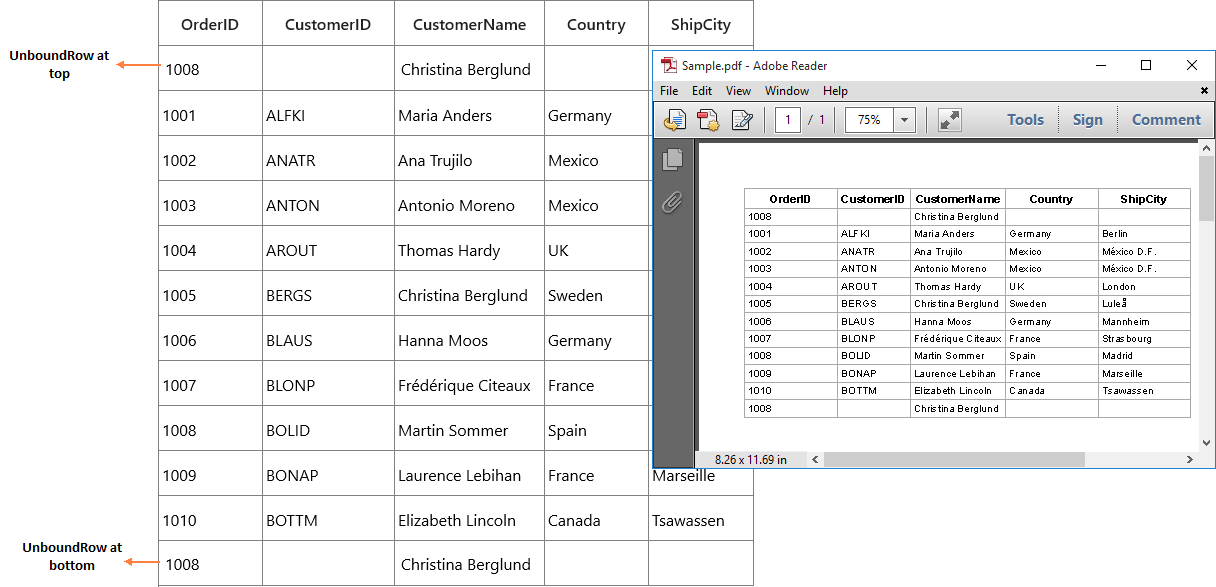 OrderID CustomerID CustomerName Country ShipCity
UnboundRow at
top
1008 Christina Berglund
1001 ALFKI Maria Anders Germany
1002 ANATR Ana Trujilo Mexico
1003 ANTON Antonio Moreno Mexico
1004 AROUT Thomas Hardy UK
1005 BERGS Christina Berglund Sweden
1006 BLAUS Hanna Moos Germany
1007 BLONP Frédérique Citeaux France
1008 BOLID Martin Sommer Spain
1009 BONAP Laurence Lebihan France Marseille
1010 BOTTM Elizabeth Lincoln Canada Tsawassen
UnboundRow at
bottom
1008 Christina Berglund
Sample.pdf - Adobe Reader
File Edit View Window Help
1 / 1 75% Tools Sign Comment
OrderID CustomerID CustomerName Country ShipCity
1008 Christina Berglund
1001 ALFKI Maria Anders Germany Berlin
1002 ANATR Ana Trujilo Mexico México D.F.
1003 ANTON Antonio Moreno Mexico México D.F.
1004 AROUT Thomas Hardy UK London
1005 BERGS Christina Berglund Sweden Luleå
1006 BLAUS Hanna Moos Germany Mannheim
1007 BLONP Frédérique Citeaux France Strasbourg
1008 BOLID Martin Sommer Spain Madrid
1009 BONAP Laurence Lebihan France Marseille
1010 BOTTM Elizabeth Lincoln Canada Tsawassen
1008 Christina Berglund
8.26 x 11.69 in